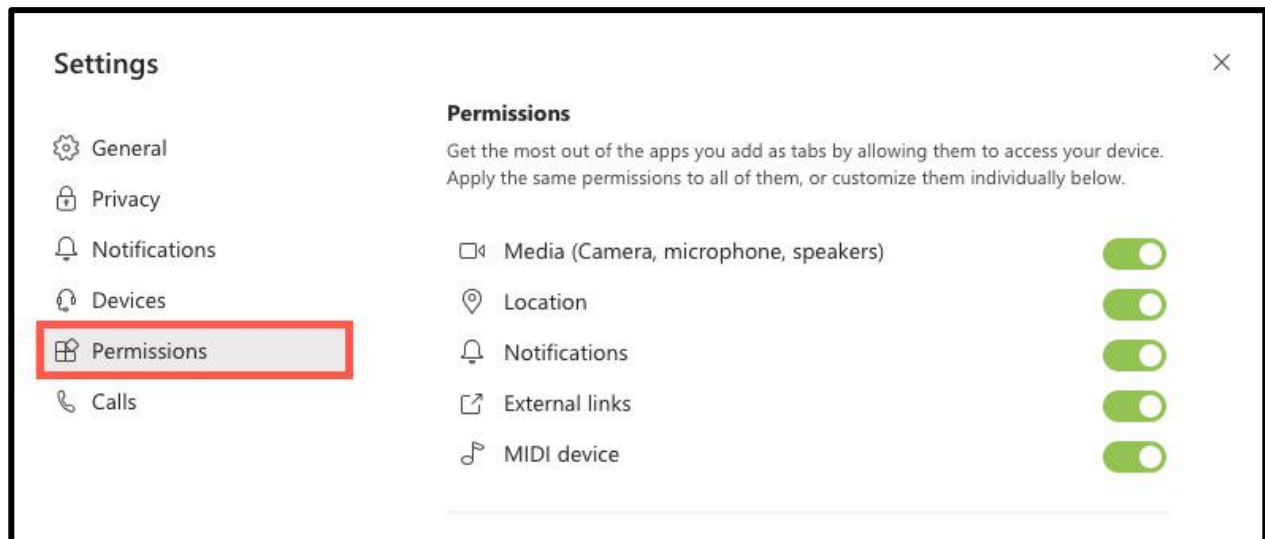 Settings
General
Privacy
Notifications
Devices
Permissions
Calls
Permissions
Get the most out of the apps you add as tabs by allowing them to access your device.
Apply the same permissions to all of them, or customize them individually below.
Media (Camera, microphone, speakers)
Location
Notifications
External links
MIDI device